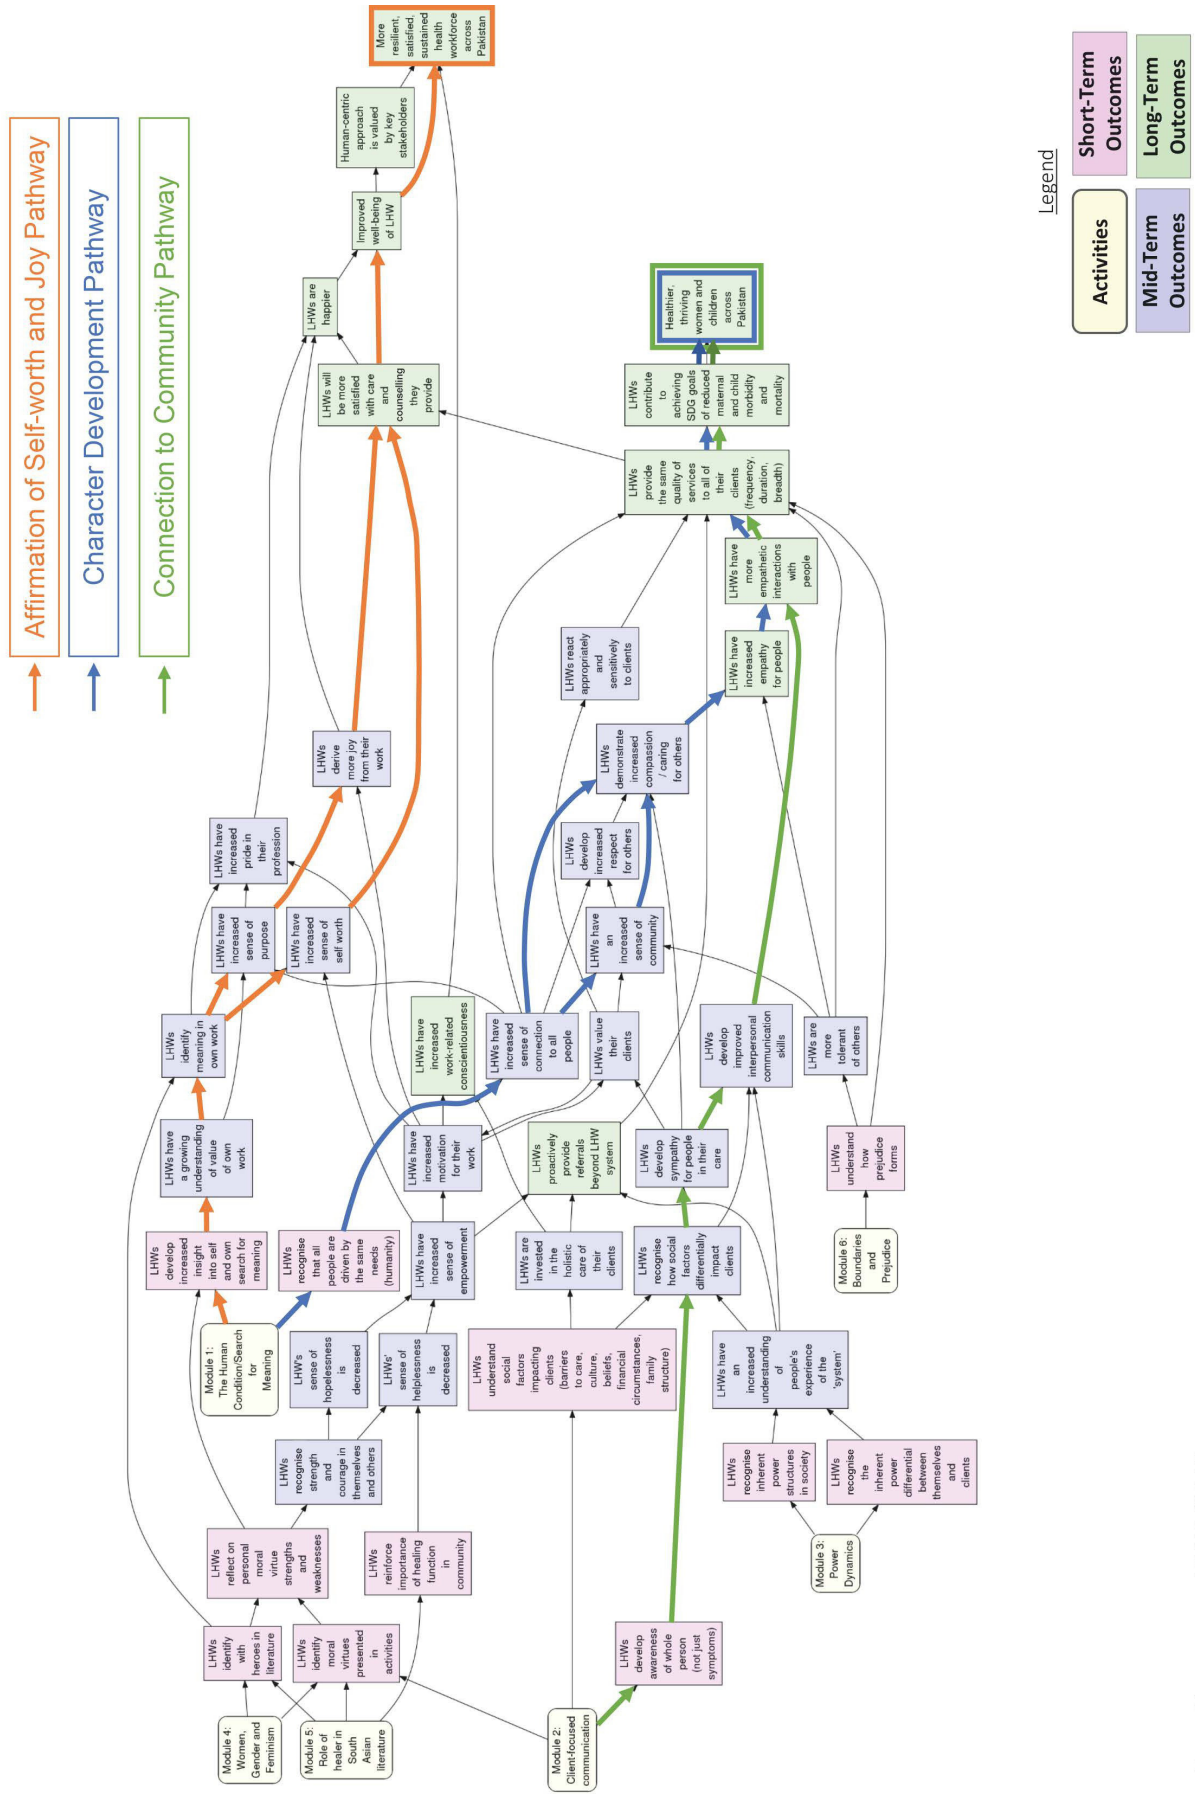 Affirmation of Self-worth and Joy Pathway
Character Development Pathway
Connection to Community Pathway
Module 4:
Women,
Gender and
Feminism
Module 5:
Role of
healer in
South
Asian
literature
Module 2:
Client-focused
communication
LHWs
identify
with
heroes in
literature
LHWs
identify
moral
virtues
presented
in
activities
LHWs
develop
awareness
of whole
person
(not just
symptoms)
LHWs
reflect on
personal
moral
virtue
strengths
and
weaknesses
LHWs
reinforce
importance
of healing
function
in
community
Module 3:
Power
Dynamics
LHWs
recognise
strength
and
courage in
themselves
and others
LHWs
recognise
inherent
power
structures
in society
LHWs
recognise
the
inherent
power
differential
between
themselves
and
clients
Module 1:
The Human
Condition/Search
for
Meaning
LHW's
sense of
hopelessness
is
decreased
LHWs'
sense of
helplessness
is
decreased
LHWs
understand
social
factors
impacting
clients
(barriers
to care,
culture,
beliefs,
financial
circumstances,
family
structure)
LHWs have
an
increased
understanding
of
people's
experience
of the
'system'
LHWs
develop
increased
insight
into self
and own
search for
meaning
LHWs
recognise
that all
people are
driven by
the same
needs
(humanity)
LHWs have
increased
sense of
empowerment
LHWs are
invested
in the
holistic
care of
their
clients
LHWs
recognise
how social
factors
differentially
impact
clients
Module 6:
Boundaries
and
Prejudice
LHWs have
a growing
understanding
of value
of own
work
LHWs have
increased
motivation
for their
work
LHWs
proactively
provide
referrals
beyond LHW
system
LHWs
develop
sympathy
for people
in their
care
LHWs
understand
how
prejudice
forms
LHWs
identify
meaning in
own work
LHWs have
increased
work-related
conscientiousness
LHWs have
increased
sense of
connection
to all
people
LHWs value
their
clients
LHWs
develop
improved
interpersonal
communication
skills
LHWs are
more
tolerant
of others
LHWs have
increased
sense of
purpose
LHWs have
increased
sense of
self worth
LHWs have
an
increased
sense of
community
LHWs have
increased
pride in
their
profession
LHWs
develop
increased
respect
for others
LHWs
derive
more joy
from their
work
LHWs
demonstrate
increased
compassion
/ caring
for others
LHWs react
appropriately
and
sensitively
to clients
LHWs have
increased
empathy
for people
LHWs have
more
empathetic
interactions
with
people
LHWs
provide
the same
quality of
services
to all of
their
clients
(frequency,
duration,
breadth)
LHWs will
be more
satisfied
with care
and
counselling
they
provide
LHWs
contribute
to
achieving
SDG goals
of reduced
maternal
and child
morbidity
and
mortality
LHWs are
happier
Healthier,
thriving
women and
children
across
Pakistan
Improved
well-being
of LHW
Human-centric
approach
is valued
by key
stakeholders
More
resilient,
satisfied,
sustained
health
workforce
across
Pakistan
Legend
Activities
Short-Term
Outcomes
Mid-Term
Outcomes
Long-Term
Outcomes